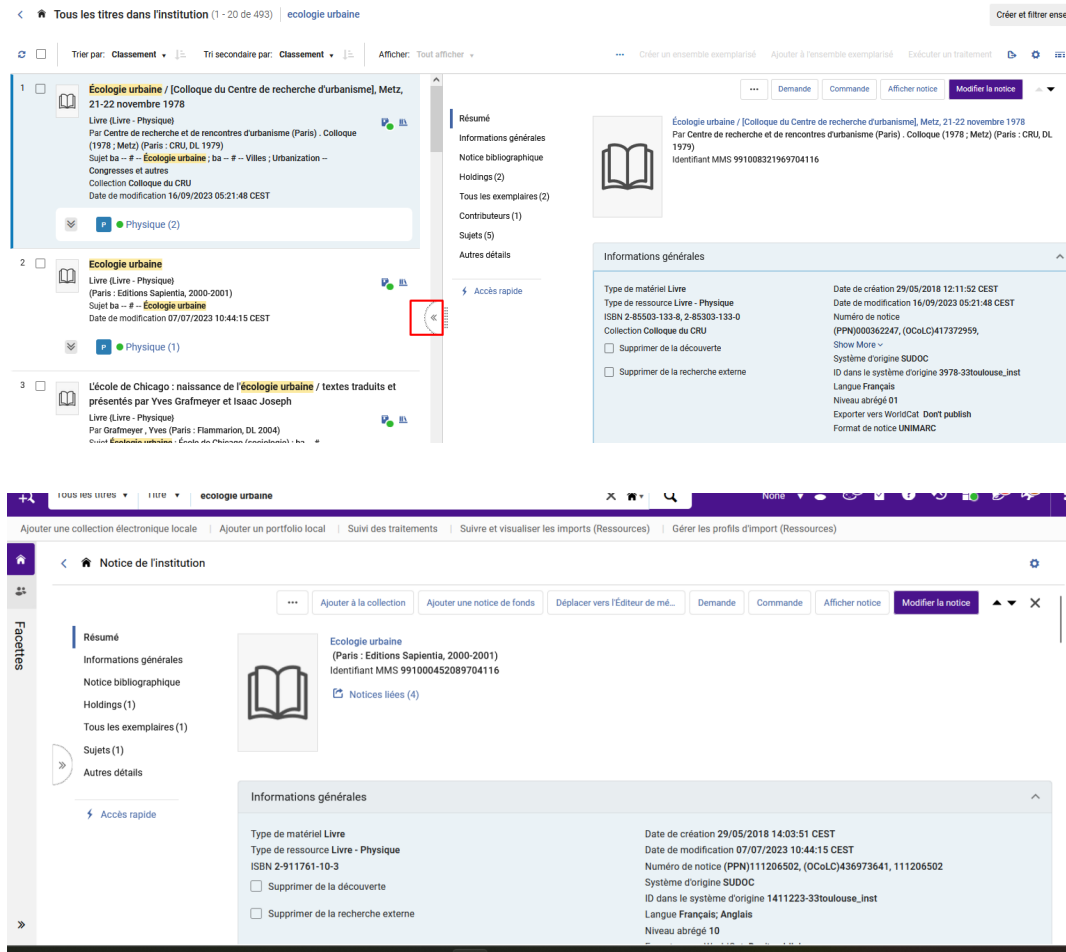 Tous les titres dans l'institution (1 - 20 de 493) ecologie urbaine
Créer et filtrer ense
Trier par: Classement Tri secondaire par: Classement Afficher: Tout afficher
Créer un ensemble exemplarisé Ajouter à l'ensemble exemplarisé Exécuter un traitement
1
Écologie urbaine / [Colloque du Centre de recherche d'urbanisme], Metz,
21-22 novembre 1978
Livre (Livre - Physique)
Par Centre de recherche et de rencontres d'urbanisme (Paris) . Colloque
(1978 ; Metz) (Paris : CRU, DL 1979)
Sujet ba -- # -- Écologie urbaine ; ba -- # -- Villes ; Urbanization --
Congresses et autres
Collection Colloque du CRU
Date de modification 16/09/2023 05:21:48 CEST
P Physique (2)
2
Ecologie urbaine
Livre (Livre - Physique)
(Paris : Editions Sapientia, 2000-2001)
Sujet ba -- # -- Écologie urbaine
Date de modification 07/07/2023 10:44:15 CEST
P Physique (1)
3
L'école de Chicago : naissance de l'écologie urbaine / textes traduits et
présentés par Yves Grafmeyer et Isaac Joseph
Livre (Livre - Physique)
Par Grafmeyer , Yves (Paris : Flammarion, DL 2004)
Sujet Écologie urbaine ; École de Chicago (sociologie) ; ba -- #
Résumé
Informations générales
Notice bibliographique
Holdings (2)
Tous les exemplaires (2)
Contributeurs (1)
Sujets (5)
Autres détails
Accès rapide
Demande Commande Afficher notice Modifier la notice
Écologie urbaine / [Colloque du Centre de recherche d'urbanisme], Metz, 21-22 novembre 1978
Par Centre de recherche et de rencontres d'urbanisme (Paris) . Colloque (1978 ; Metz) (Paris : CRU, DL
1979)
Identifiant MMS 991008321969704116
Informations générales
Type de matériel Livre
Type de ressource Livre - Physique
ISBN 2-85503-133-8, 2-85303-133-0
Collection Colloque du CRU
Supprimer de la découverte
Supprimer de la recherche externe
Date de création 29/05/2018 12:11:52 CEST
Date de modification 16/09/2023 05:21:48 CEST
Numéro de notice
(PPN)000362247, (OCoLC)417372959,
Show More
Système d'origine SUDOC
ID dans le système d'origine 3978-33toulouse_inst
Langue Français
Niveau abrégé 01
Exporter vers WorldCat Don't publish
Format de notice UNIMARC
Tous les titres Titre ecologie urbaine
None
Ajouter une collection électronique locale Ajouter un portfolio local Suivi des traitements Suivre et visualiser les imports (Ressources) Gérer les profils d'import (Ressources)
Notice de l'institution
Facettes
Ajouter à la collection Ajouter une notice de fonds Déplacer vers l'Éditeur de mé... Demande Commande Afficher notice Modifier la notice
Résumé
Informations générales
Notice bibliographique
Holdings (1)
Tous les exemplaires (1)
Sujets (1)
Autres détails
Accès rapide
Ecologie urbaine
(Paris : Editions Sapientia, 2000-2001)
Identifiant MMS 991000452089704116
Notices liées (4)
Informations générales
Type de matériel Livre
Type de ressource Livre - Physique
ISBN 2-911761-10-3
Supprimer de la découverte
Supprimer de la recherche externe
Date de création 29/05/2018 14:03:51 CEST
Date de modification 07/07/2023 10:44:15 CEST
Numéro de notice (PPN)111206502, (OCoLC)436973641, 111206502
Système d'origine SUDOC
ID dans le système d'origine 1411223-33toulouse_inst
Langue Français; Anglais
Niveau abrégé 10